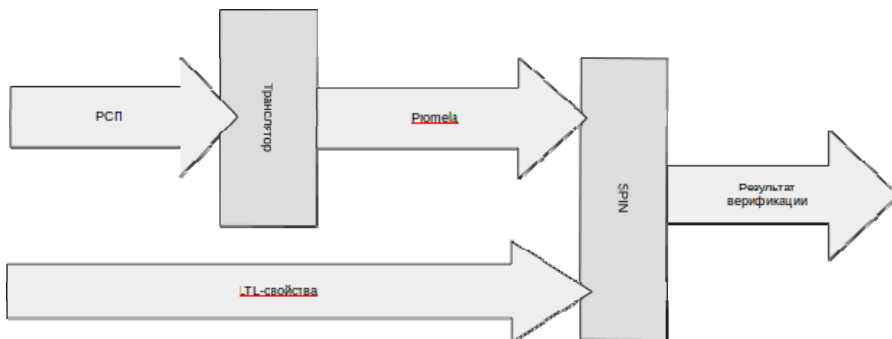 РСП
Транслятор
Promela
SPIN
Результат
верификации
LTL-свойства